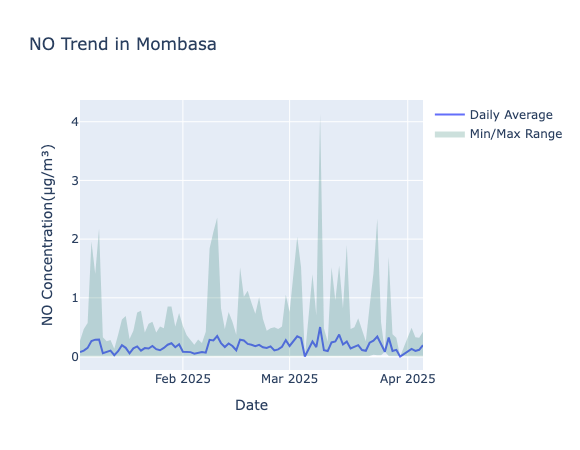 NO Trend in Mombasa
Daily Average
Min/Max Range
NO Concentration(µg/m³)
4
3
2
1
0
Feb 2025
Mar 2025
Apr 2025
Date